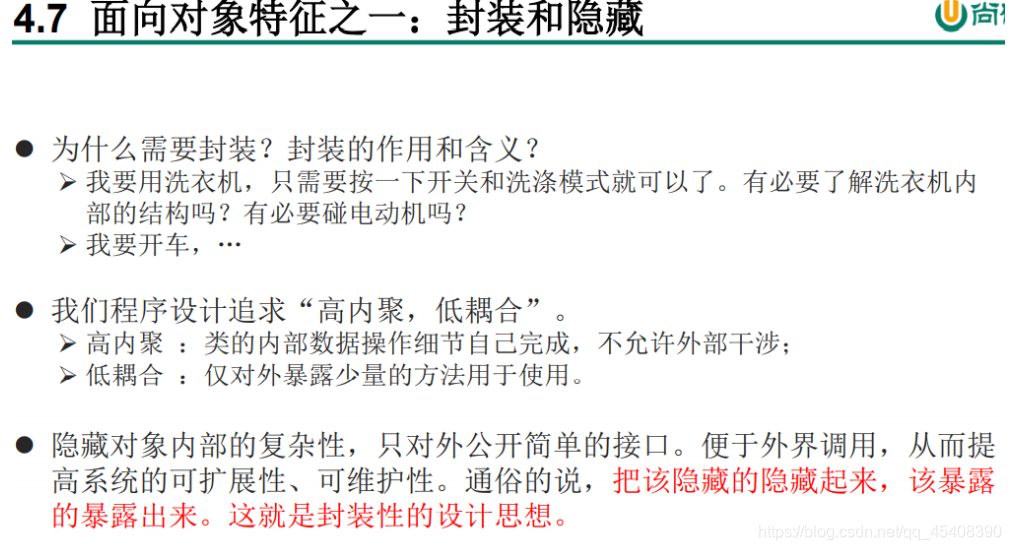 4.7 面向对象特征之一：封装和隐藏
尚
● 为什么需要封装？封装的作用和含义？
➢ 我要用洗衣机，只需要按一下开关和洗涤模式就可以了。有必要了解洗衣机内
部的结构吗？有必要碰电动机吗？
➢ 我要开车，…
● 我们程序设计追求“高内聚，低耦合”。
➢ 高内聚 ：类的内部数据操作细节自己完成，不允许外部干涉；
➢ 低耦合 ：仅对外暴露少量的方法用于使用。
● 隐藏对象内部的复杂性，只对外公开简单的接口。便于外界调用，从而提
高系统的可扩展性、可维护性。通俗的说，把该隐藏的隐藏起来，该暴露
的暴露出来。这就是封装性的设计思想。
https://blog.csdn.net/qq_45408390